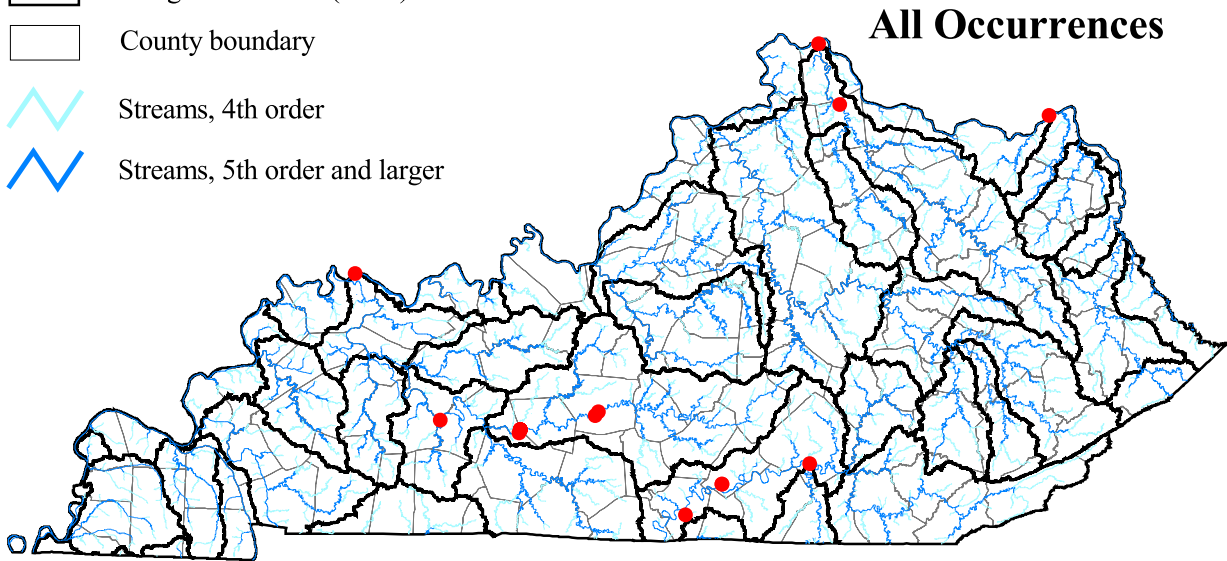 All Occurrences
County boundary
Streams, 4th order
Streams, 5th order and larger